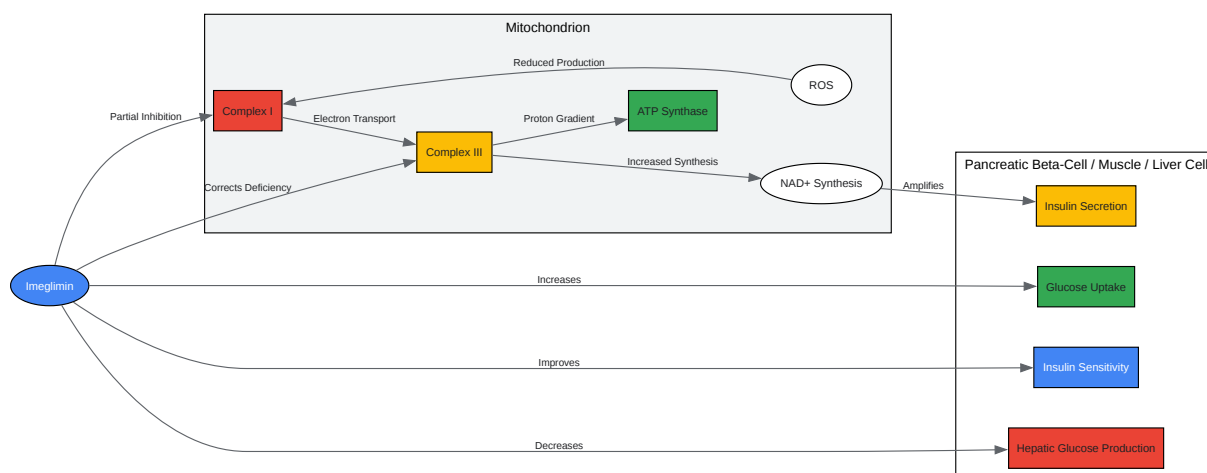 Mitochondrion
Reduced Production
ROS
Complex I
ATP Synthase
Partial Inhibition
Electron Transport
Proton Gradient
Complex III
Increased Synthesis
Pancreatic Beta-Cell / Muscle / Liver Cell
Corrects Deficiency
NAD+ Synthesis
Amplifies
Insulin Secretion
Imeglimin
Increases
Glucose Uptake
Improves
Insulin Sensitivity
Decreases
Hepatic Glucose Production